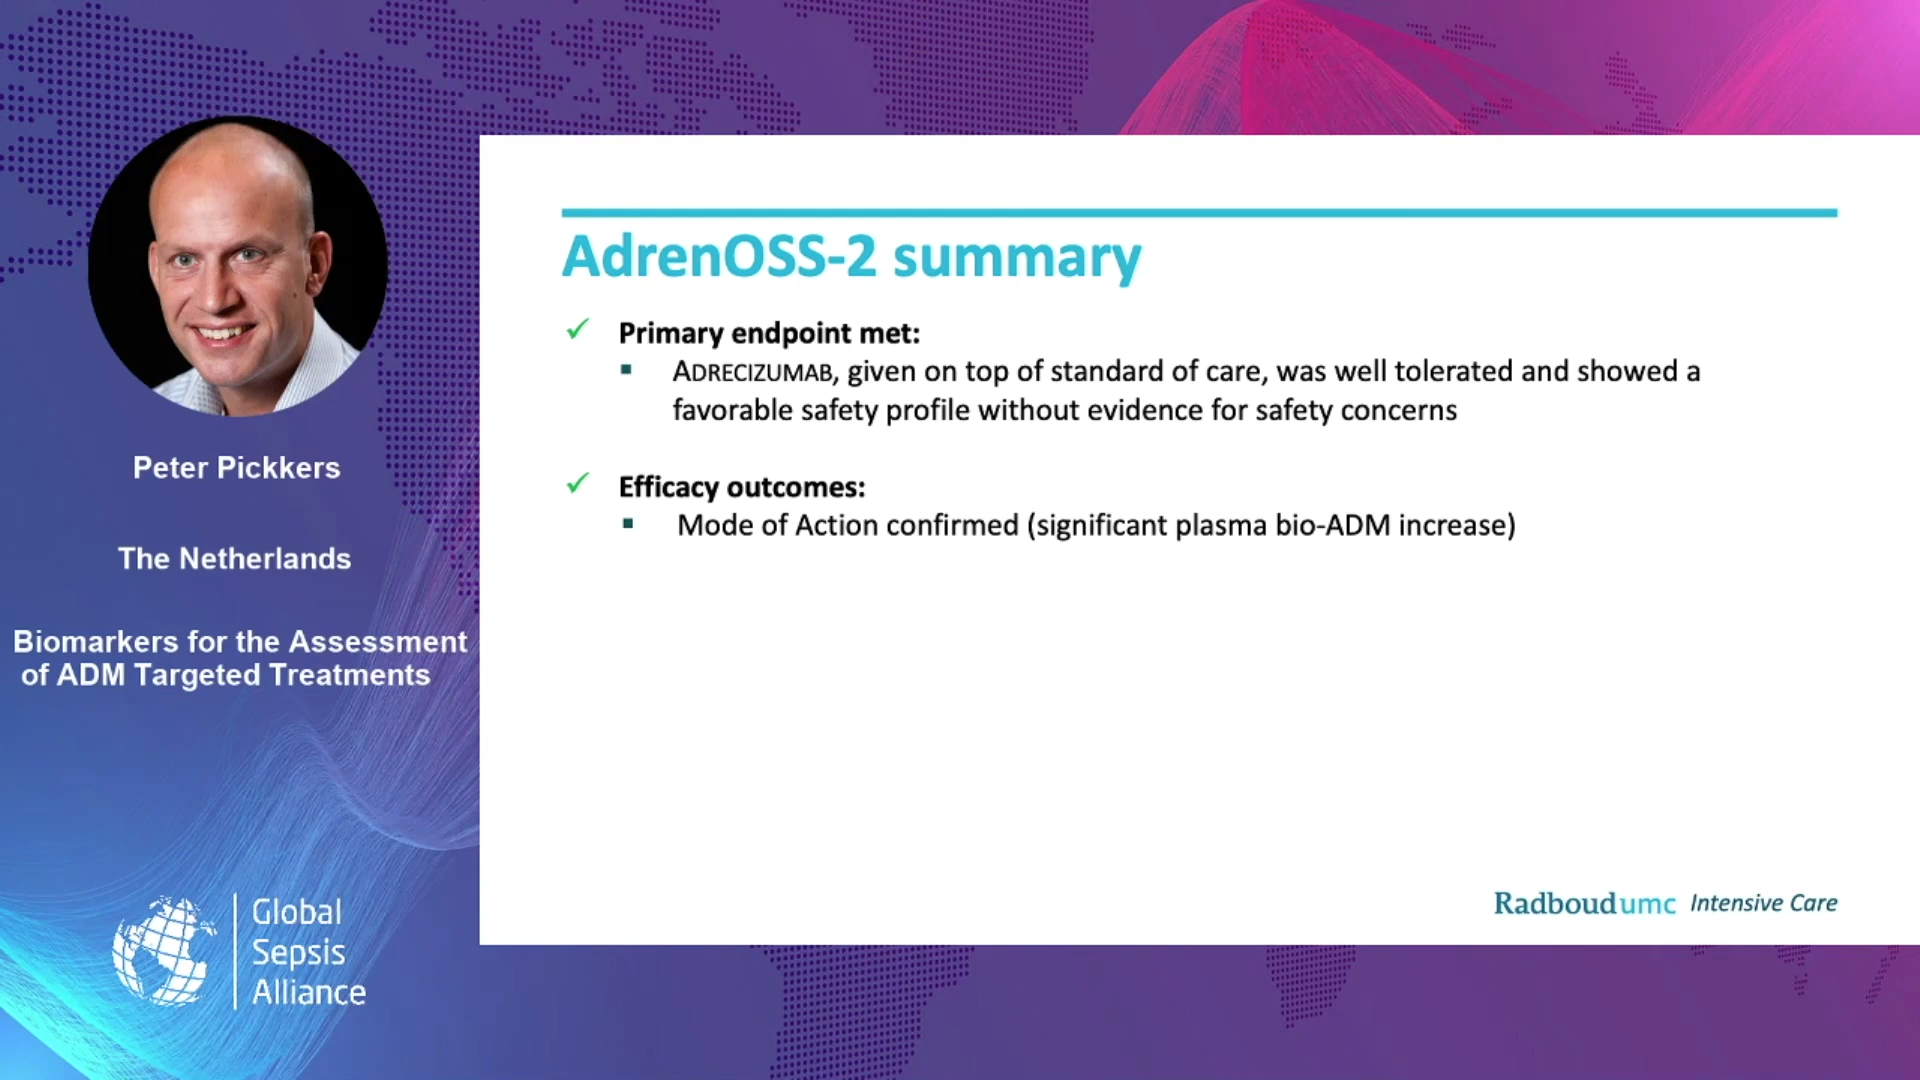 Peter Pickkers
The Netherlands
Biomarkers for the Assessment
of ADM Targeted Treatments
Global
Sepsis
Alliance
AdrenOSS-2 summary
✓ Primary endpoint met:
▪ ADRECIZUMAB, given on top of standard of care, was well tolerated and showed a
favorable safety profile without evidence for safety concerns
✓ Efficacy outcomes:
▪ Mode of Action confirmed (significant plasma bio-ADM increase)
Radboudumc Intensive Care